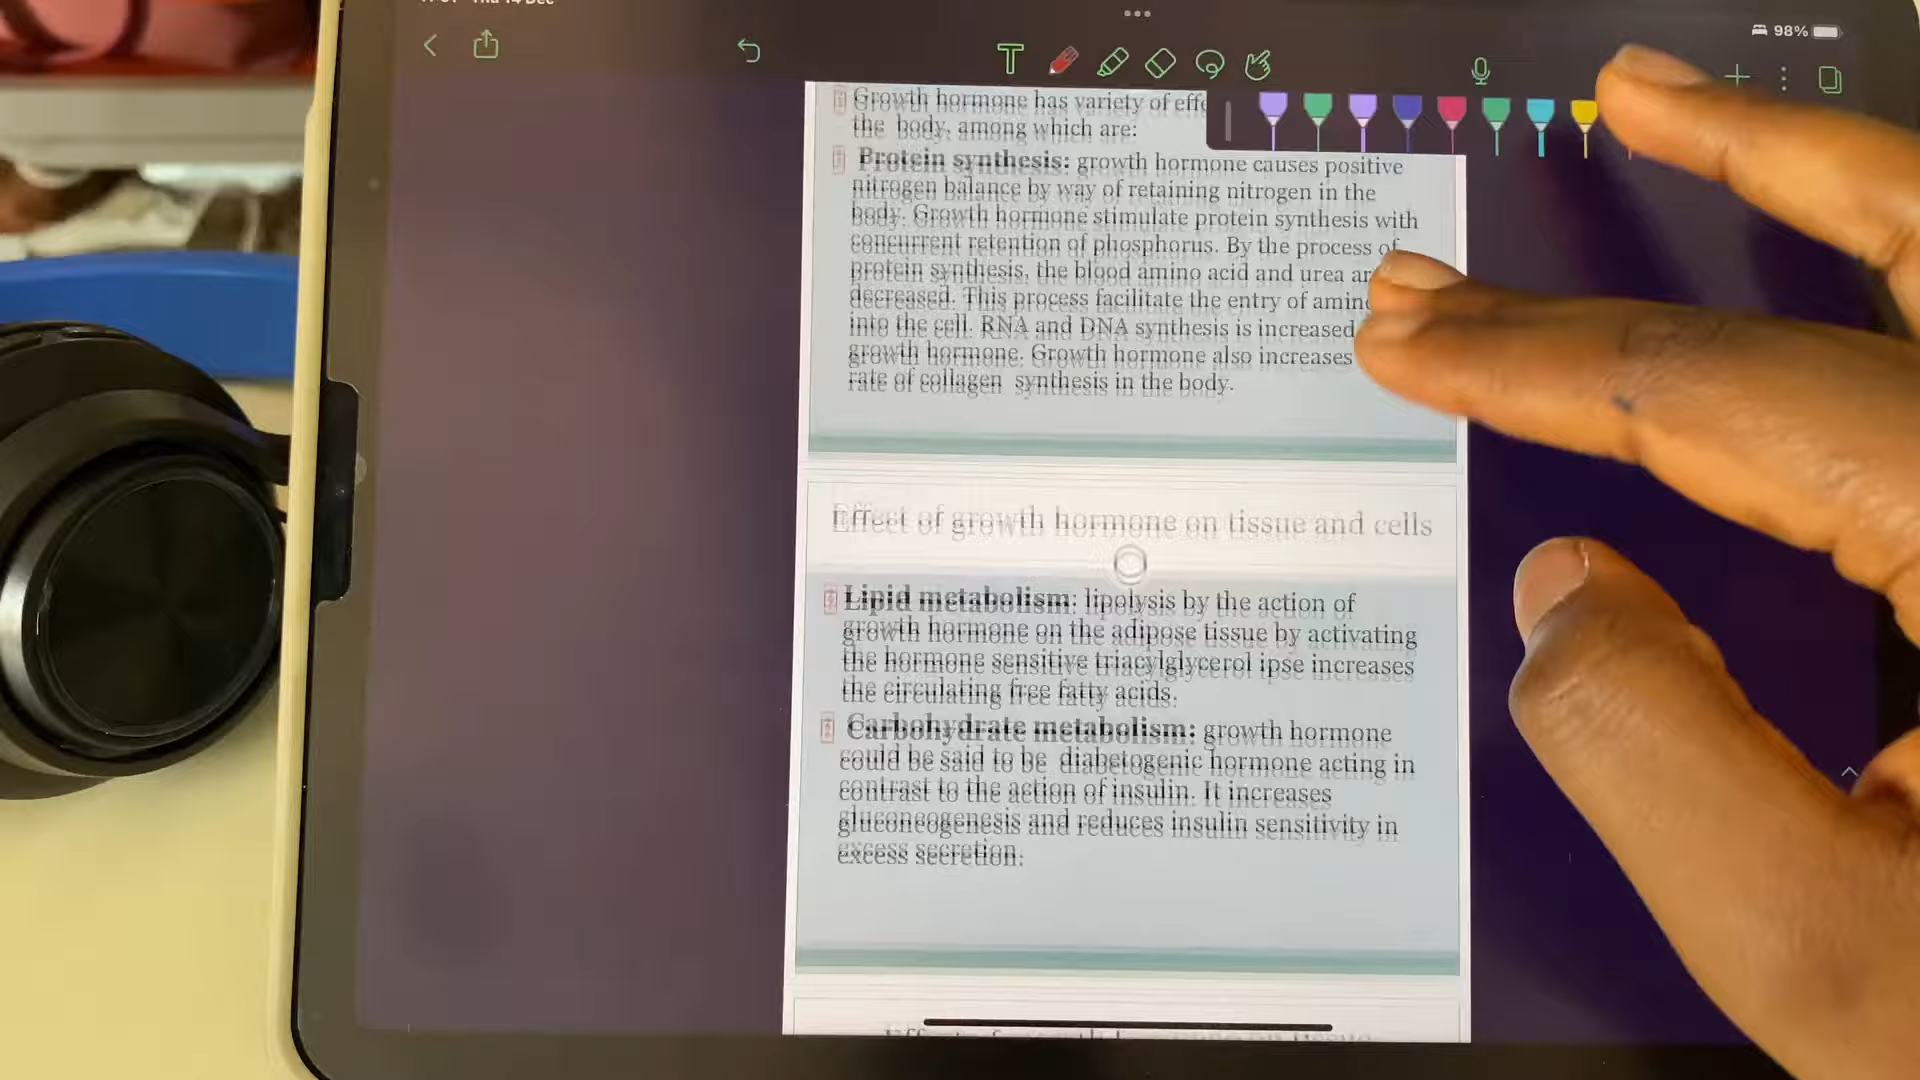 Thu 14 Dec
98%
T
Growth hormone has variety of
the body, among which are:
Protein synthesis: growth hormone causes positive
nitrogen balance by way of retaining nitrogen in the
body. Growth hormone stimulate protein synthesis with
concurrent retention of phosphorus. By the process of
protein synthesis, the blood amino acid and urea
decreased. This process facilitate the entry of
into the cell. RNA and DNA synthesis is increased
growth hormone. Growth hormone also increases
rate of collagen synthesis in the body.
Effect of growth hormone on tissue and cells
Lipid metabolism: lipolysis by the action of
growth hormone on the adipose tissue by activating
the hormone sensitive triacylglycerol ipse increases
the circulating free fatty acids.
Carbohydrate metabolism: growth hormone
could be said to be diabetogenic hormone acting in
contrast to the action of insulin. It increases
gluconeogenesis and reduces insulin sensitivity in
excess secretion.